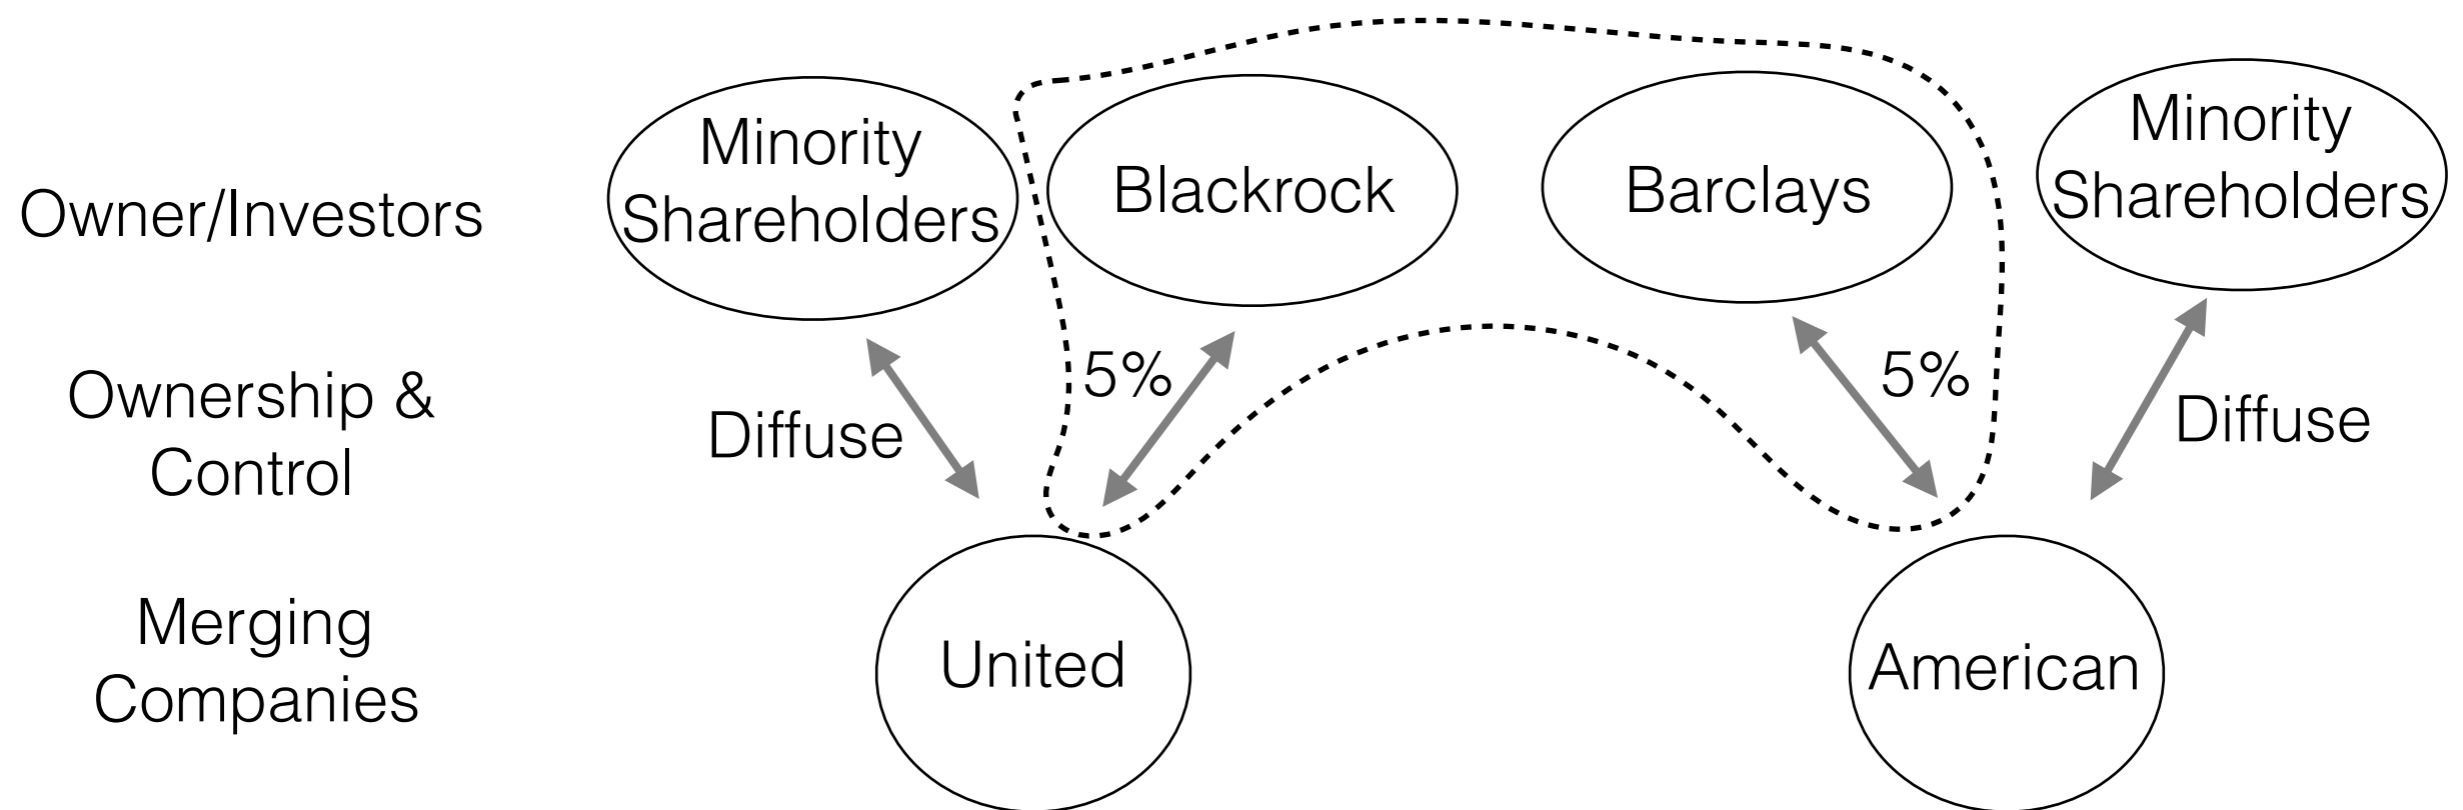 Owner/Investors
Minority
Shareholders
Blackrock
Barclays
Minority
Shareholders
Ownership &
Control
Diffuse
5%
5%
Diffuse
Merging
Companies
United
American